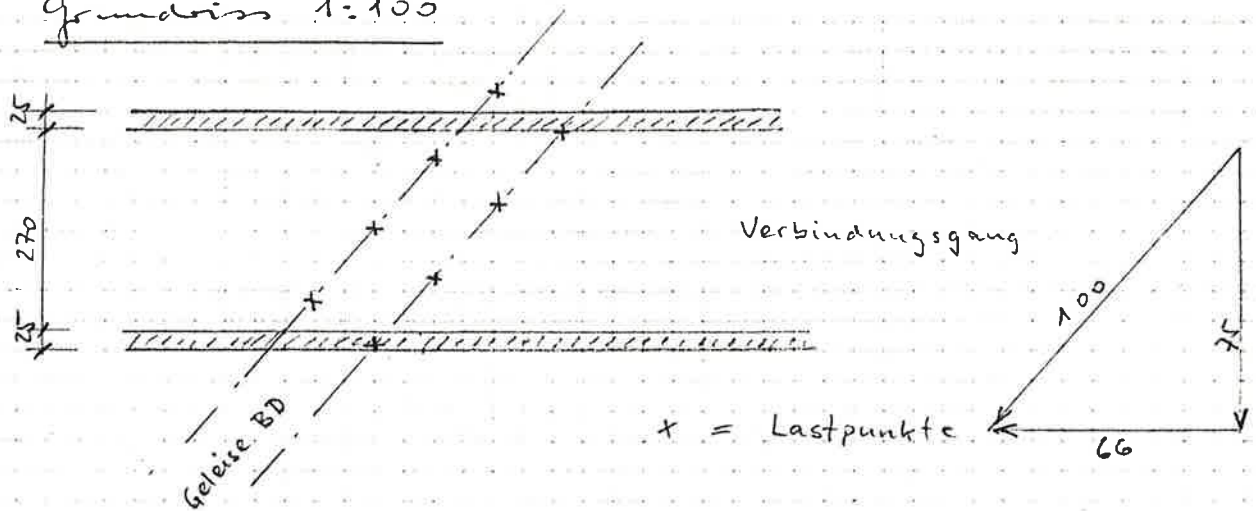 Grundriss 1:100
25
270
25
Verbindungsgang
100
75
66
Geleise BD
x = Lastpunkte